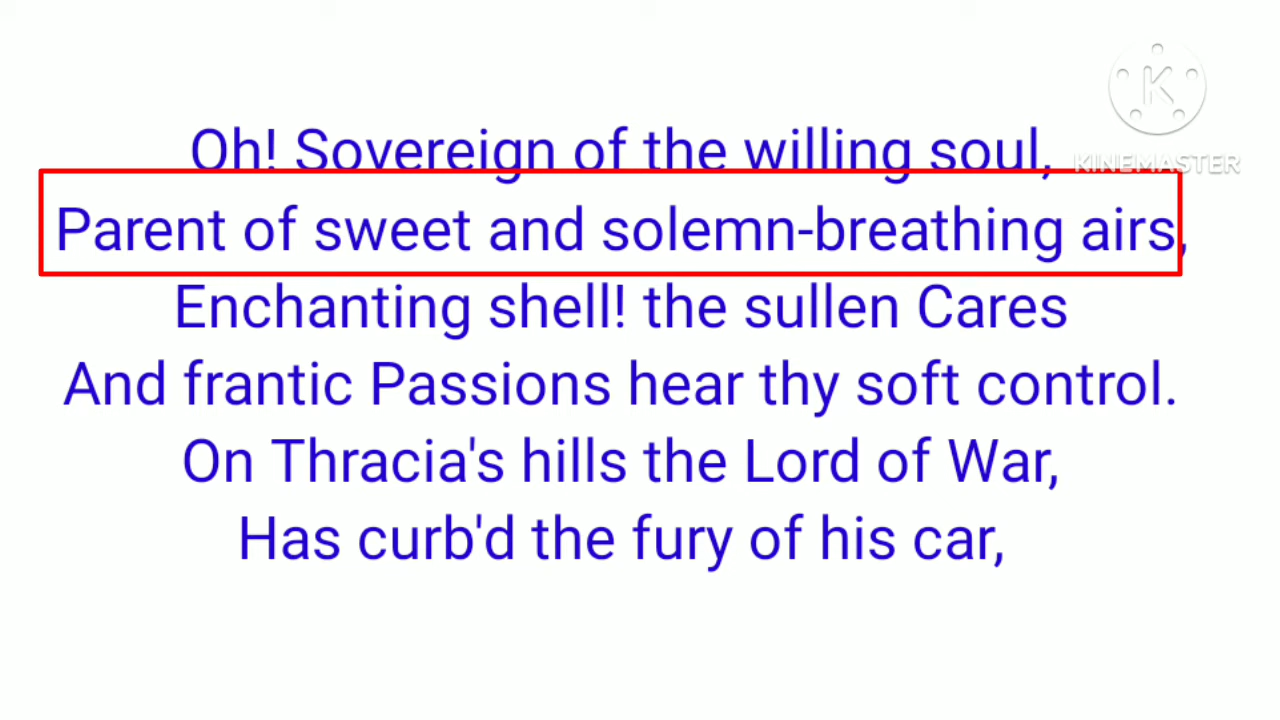 Oh! Sovereign of the willing soul,
KINEMASTER
Parent of sweet and solemn-breathing airs,
Enchanting shell! the sullen Cares
And frantic Passions hear thy soft control.
On Thracia's hills the Lord of War,
Has curb'd the fury of his car,